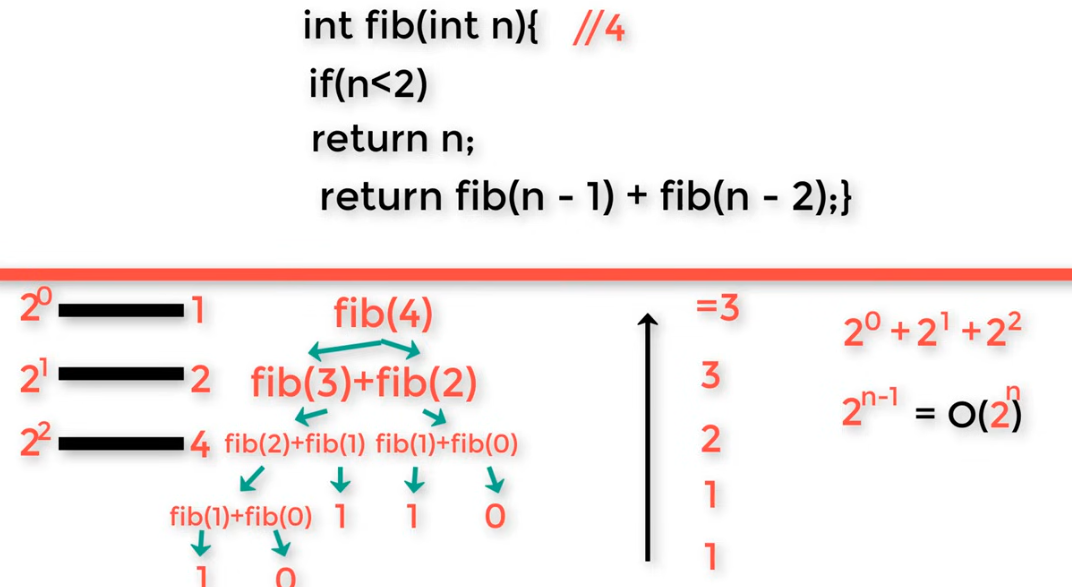 int fib(int n){ //4
if(n<2)
return n;
return fib(n - 1) + fib(n - 2);}
2⁰ 1
2¹ 2
2² 4
fib(4)
fib(3)+fib(2)
fib(2)+fib(1) fib(1)+fib(0)
fib(1)+fib(0) 1 1 0
1 0
=3
3
2
1
1
2⁰ + 2¹ + 2²
2ⁿ⁻¹ = O(2ⁿ)